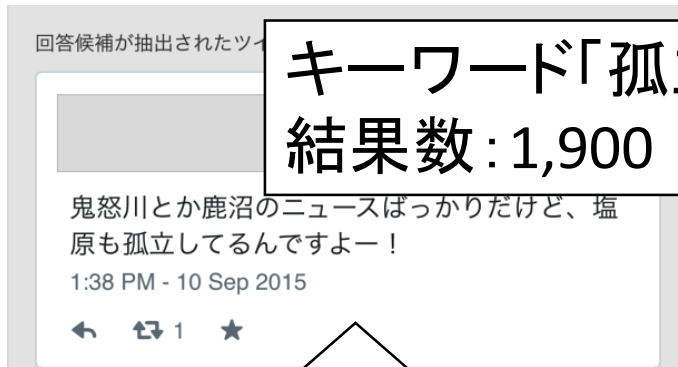 回答候補が抽出されたツイ
キーワード「孤
結果数:1,900
鬼怒川とか鹿沼のニュースばっかりだけど、塩
原も孤立してるんですよー!
1:38 PM - 10 Sep 2015
1